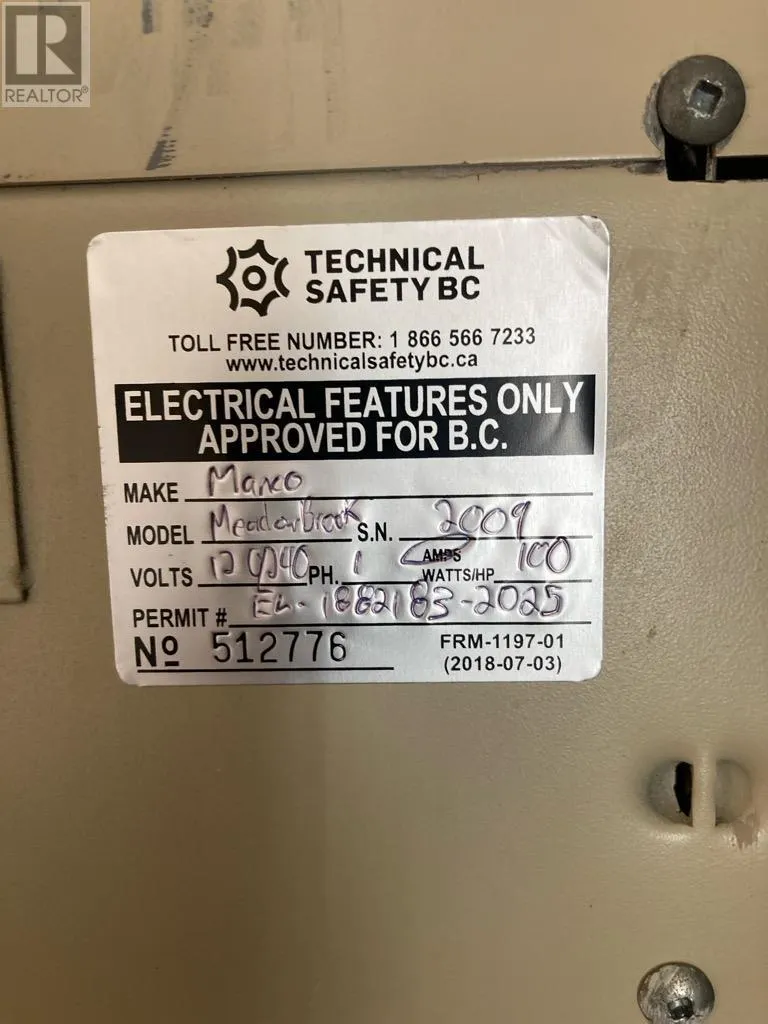 REALTOR®
TECHNICAL
SAFETY BC
TOLL FREE NUMBER: 1 866 566 7233
www.technicalsafetybc.ca
ELECTRICAL FEATURES ONLY
APPROVED FOR B.C.
MAKE Manco
MODEL Meadowbrook S.N. 2009
VOLTS 120/240 PH. 1 AMPS WATTS/HP 100
PERMIT # EL-1882183-2025
Nº 512776
FRM-1197-01
(2018-07-03)